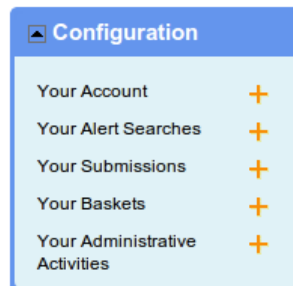 Configuration
Your Account
Your Alert Searches
Your Submissions
Your Baskets
Your Administrative
Activities